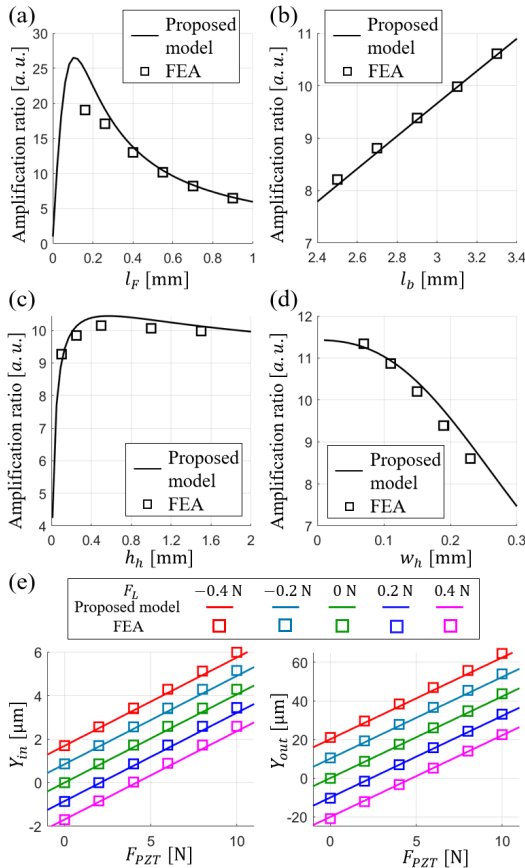 (a)
Proposed
model
FEA
Amplification ratio [a. u.]
30
25
20
15
10
5
0
0 0.2 0.4 0.6 0.8 1
l_F [mm]
(b)
Proposed
model
FEA
Amplification ratio [a. u.]
11
10
9
8
7
2.4 2.6 2.8 3 3.2 3.4
l_b [mm]
(c)
Proposed
model
FEA
Amplification ratio [a. u.]
10
9
8
7
6
5
4
0 0.4 0.8 1.2 1.6 2
h_h [mm]
(d)
Proposed
model
FEA
Amplification ratio [a. u.]
12
11
10
9
8
7
0 0.1 0.2 0.3
w_h [mm]
(e)
F_L −0.4 N −0.2 N 0 N 0.2 N 0.4 N
Proposed model
FEA
Y_in [μm]
6
4
2
0
-2
0 5 10
F_PZT [N]
Y_out [μm]
60
40
20
0
-20
0 5 10
F_PZT [N]